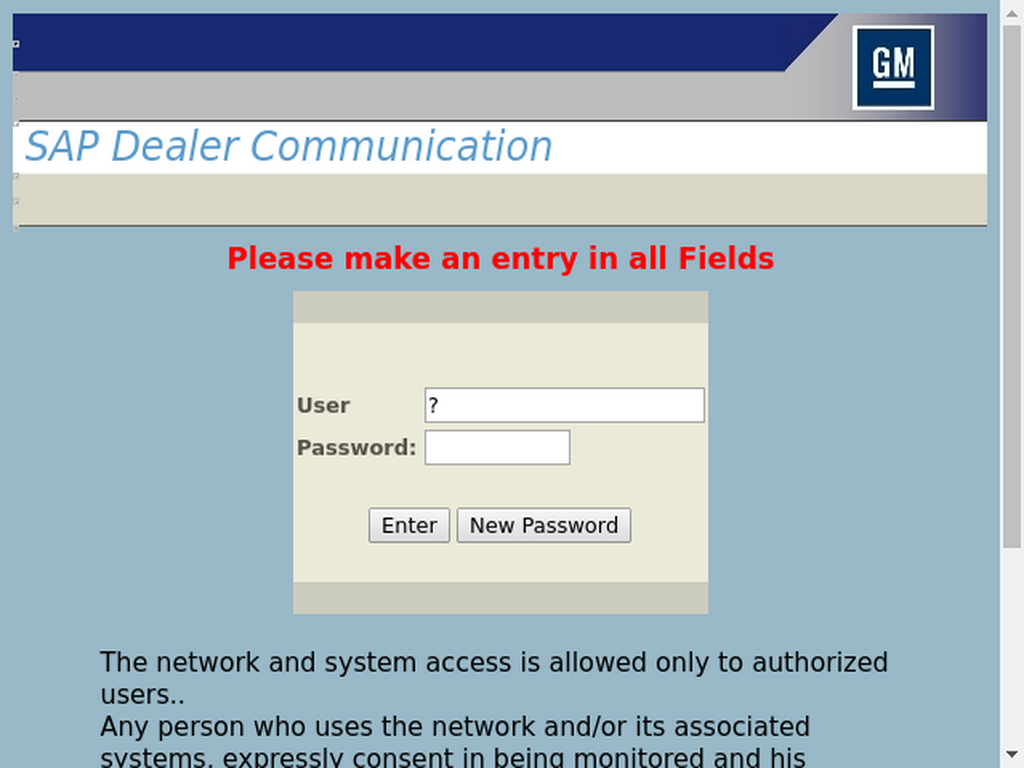 GM
SAP Dealer Communication
Please make an entry in all Fields
User ?
Password:
Enter New Password
The network and system access is allowed only to authorized
users..
Any person who uses the network and/or its associated
systems, expressly consent in being monitored and his